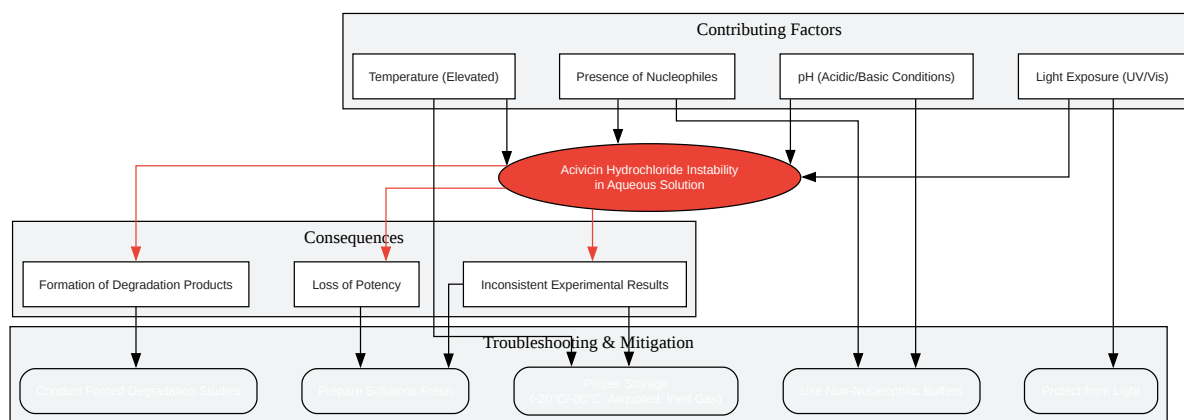 Contributing Factors
Temperature (Elevated)
Presence of Nucleophiles
pH (Acidic/Basic Conditions)
Light Exposure (UV/Vis)
Acivicin Hydrochloride Instability
in Aqueous Solution
Consequences
Formation of Degradation Products
Loss of Potency
Inconsistent Experimental Results
Troubleshooting & Mitigation
Conduct Forced Degradation Studies
Prepare Solutions Fresh
Proper Storage
(-20°C/-80°C, Aliquoted, Inert Gas)
Use Non-Nucleophilic Buffers
Protect from Light